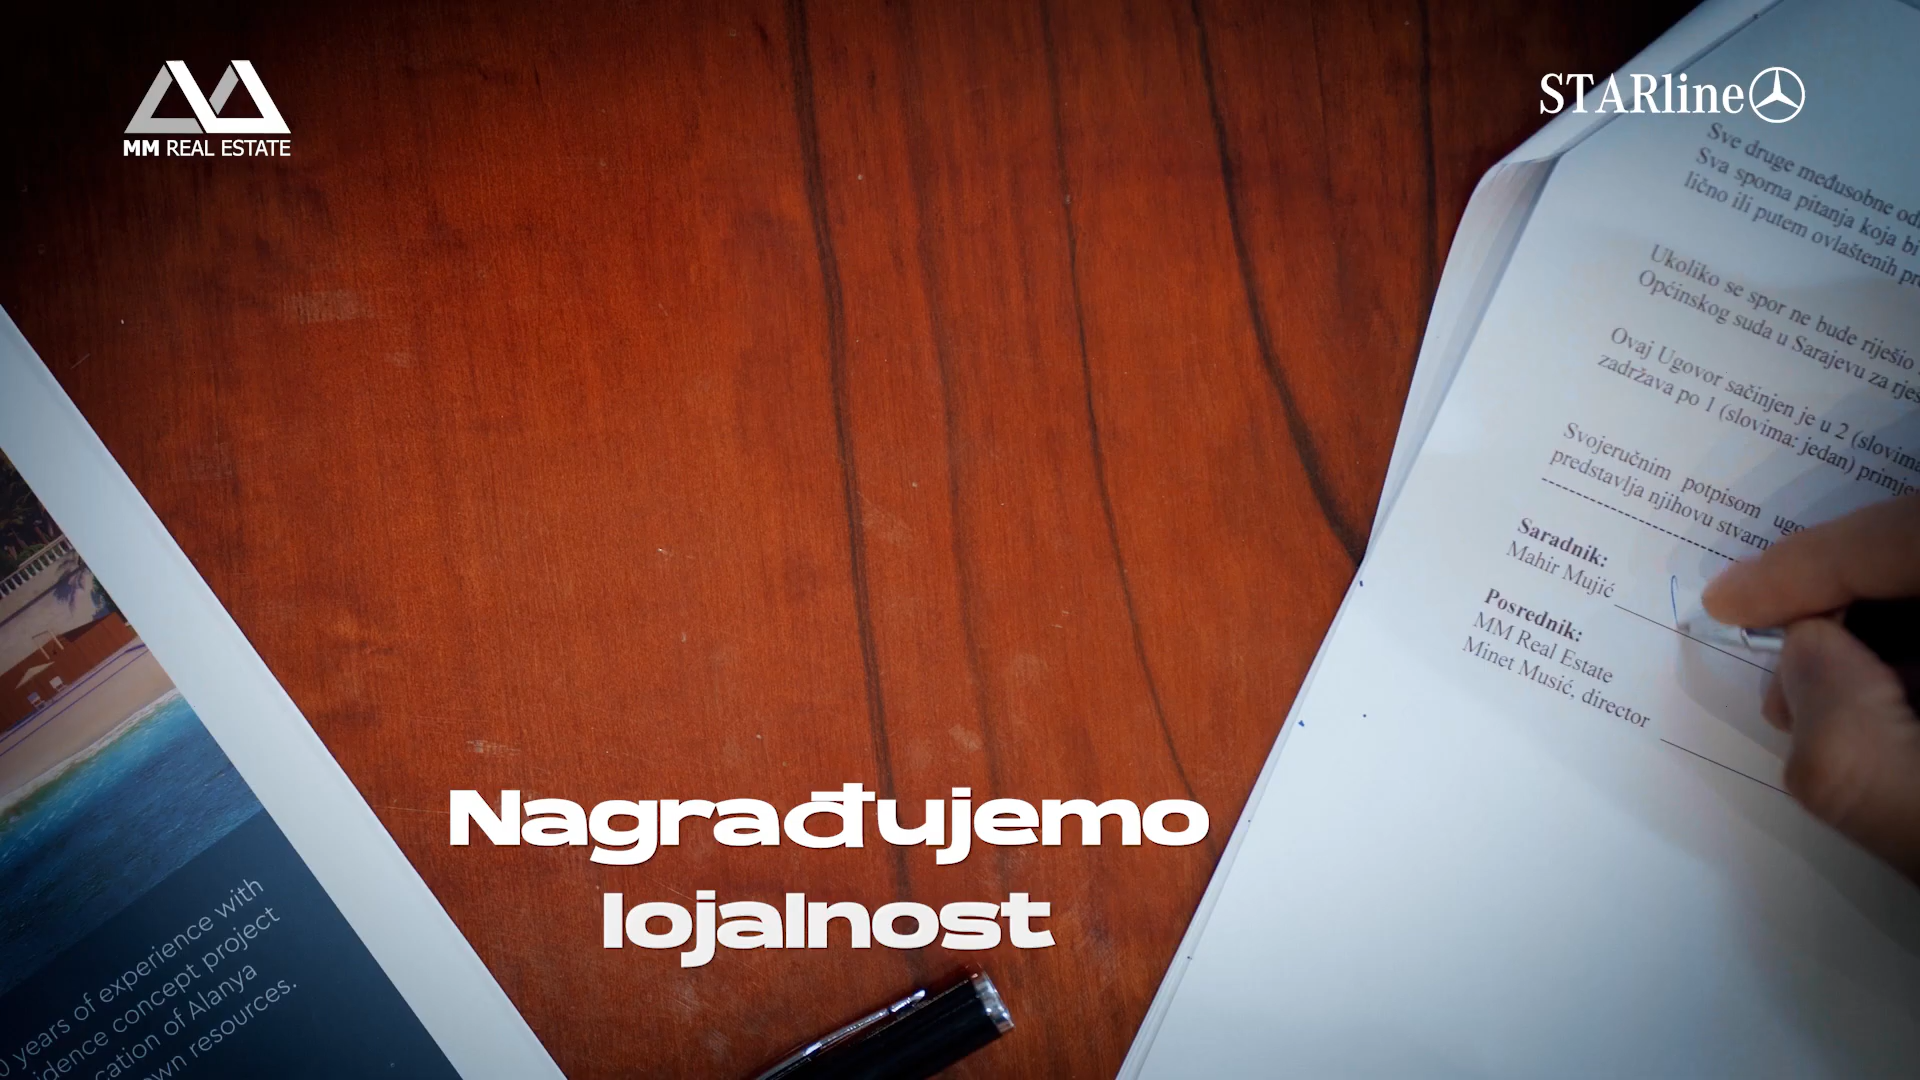 MM REAL ESTATE
STARline
Sve druge međusobne
Sva sporna pitanja koja bi
lično ili putem ovlaštenih
Ukoliko se spor ne bude riješio
Općinskog suda u Sarajevu za
Ovaj Ugovor sačinjen je u 2 (slovima
zadržava po 1 (slovima: jedan)
Svojeručnim potpisom
predstavlja njihovu
Saradnik:
Mahir Mujić
Posrednik:
MM Real Estate
Minet Musić, director
Nagrađujemo
lojalnost
years of experience with
concept project
of Alanya
resources.